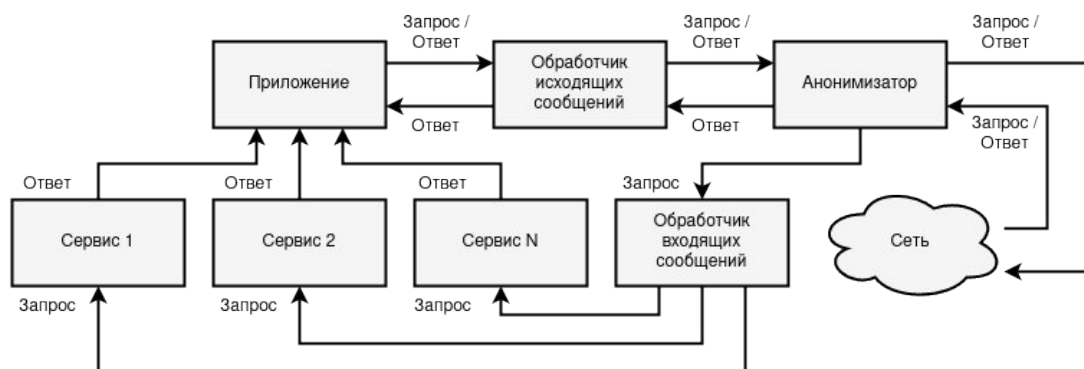 Запрос /
Ответ
Запрос /
Ответ
Запрос /
Ответ
Приложение
Обработчик
исходящих
сообщений
Анонимизатор
Ответ
Ответ
Запрос /
Ответ
Ответ
Ответ
Ответ
Запрос
Сервис 1
Сервис 2
Сервис N
Обработчик
входящих
сообщений
Сеть
Запрос
Запрос
Запрос